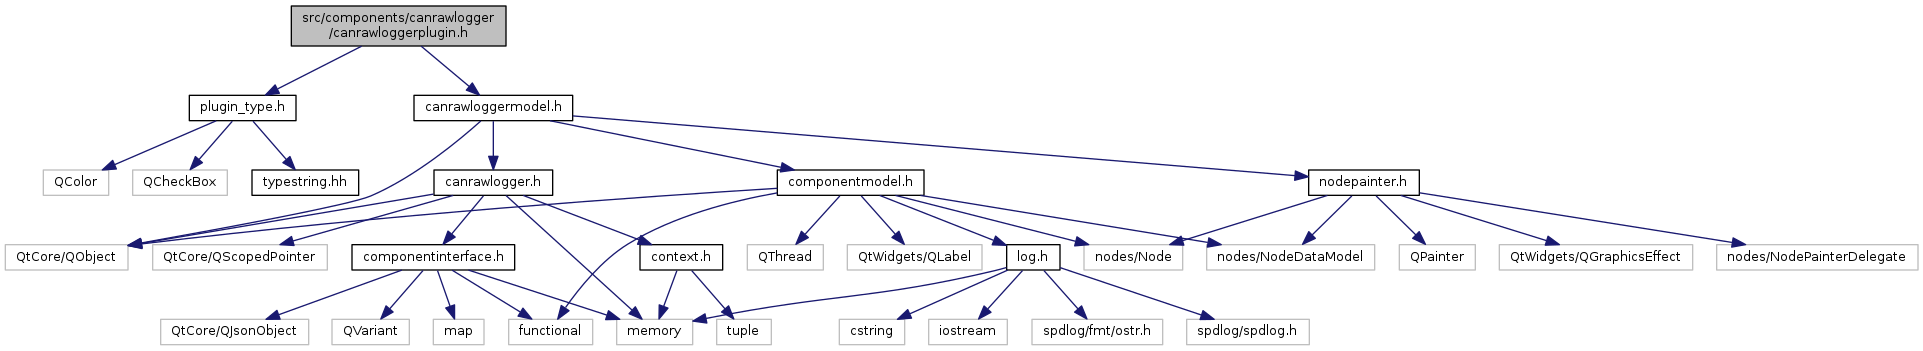 src/components/canrawlogger
/canrawloggerplugin.h
plugin_type.h
canrawloggermodel.h
QColor
QCheckBox
typestring.hh
canrawlogger.h
componentmodel.h
nodepainter.h
QtCore/QObject
QtCore/QScopedPointer
componentinterface.h
context.h
QThread
QtWidgets/QLabel
log.h
nodes/Node
nodes/NodeDataModel
QPainter
QtWidgets/QGraphicsEffect
nodes/NodePainterDelegate
QtCore/QJsonObject
QVariant
map
functional
memory
tuple
cstring
iostream
spdlog/fmt/ostr.h
spdlog/spdlog.h